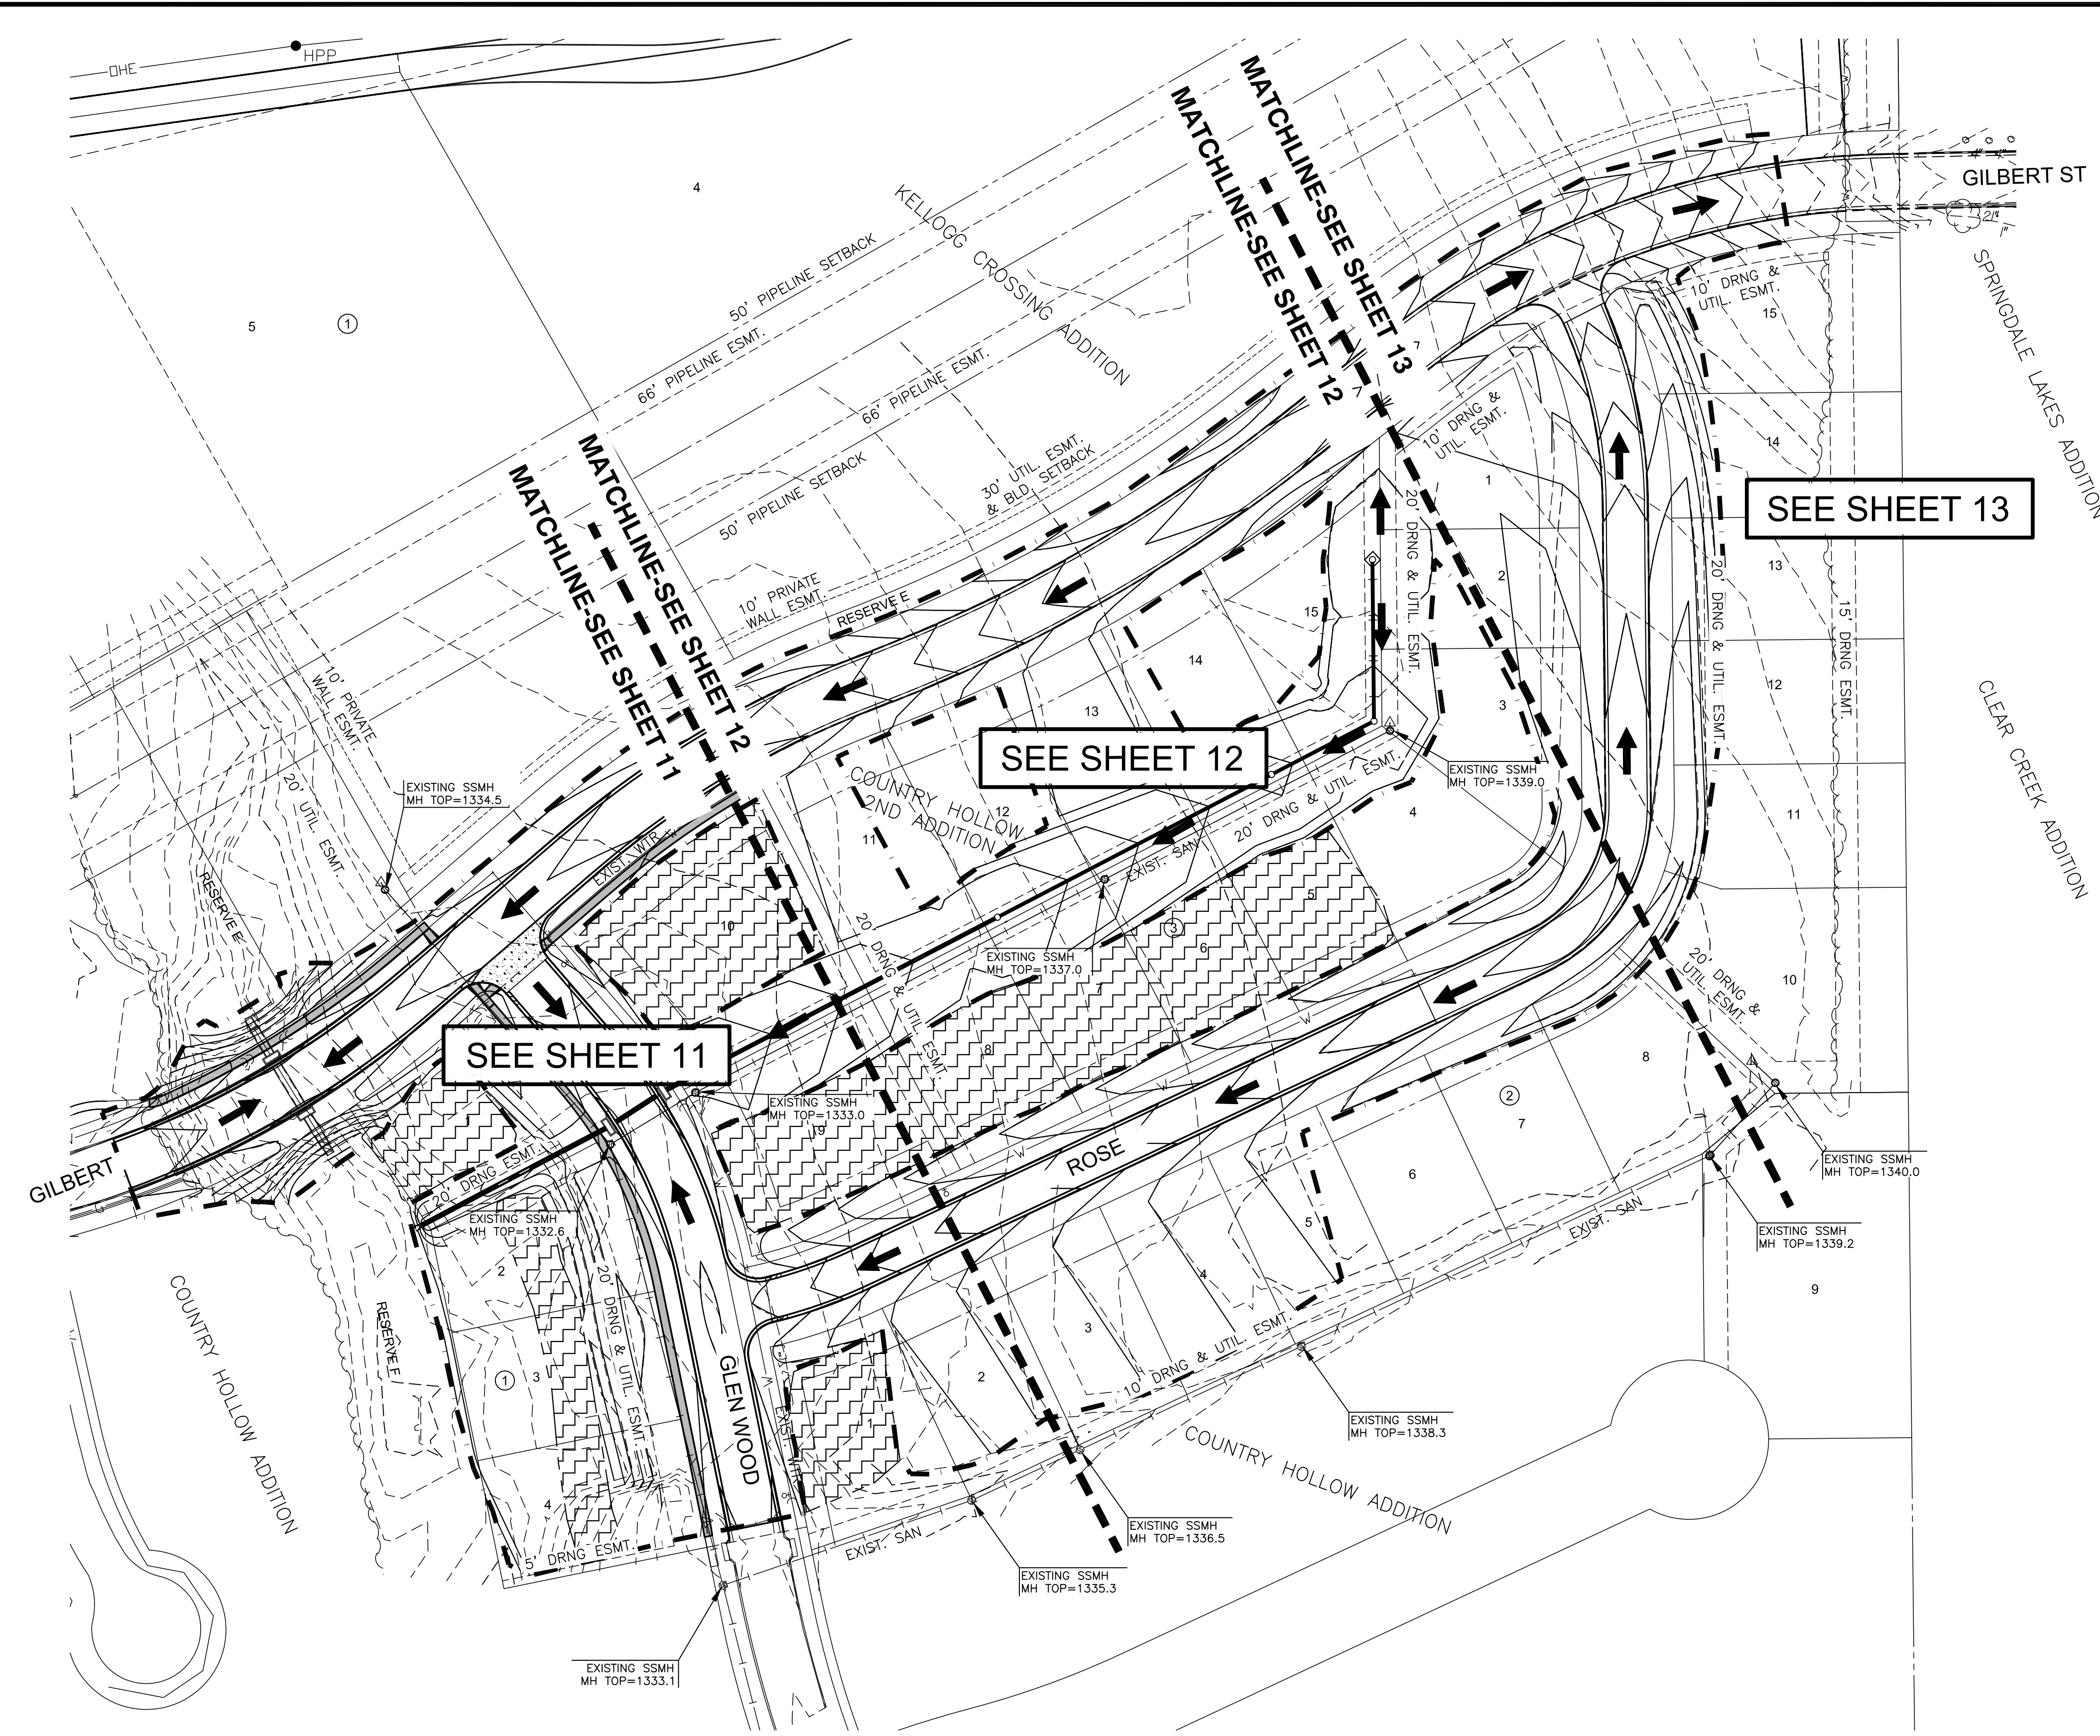 OHE
HPP
4
5
1
KELLOGG CROSSING ADDITION
50' PIPELINE SETBACK
66' PIPELINE ESMT.
66' PIPELINE ESMT.
50' PIPELINE SETBACK
30' UTIL. ESMT.
& BLD. SETBACK
10' PRIVATE
WALL ESMT.
RESERVE E
MATCHLINE-SEE SHEET 12
MATCHLINE-SEE SHEET 13
MATCHLINE-SEE SHEET 11
MATCHLINE-SEE SHEET 12
GILBERT ST
SPRINGDALE LAKES ADDITION
CLEAR CREEK ADDITION
10' DRNG &
UTIL. ESMT.
15
14
13
12
11
10
9
SEE SHEET 13
10' DRNG &
UTIL. ESMT.
1
2
3
4
20' DRNG & UTIL. ESMT.
20' DRNG & UTIL. ESMT.
15' DRNG ESMT.
15
14
13
SEE SHEET 12
COUNTRY HOLLOW
2ND ADDITION
12
11
EXISTING SSMH
MH TOP=1339.0
20' DRNG & UTIL. ESMT.
EXIST. SAN
EXISTING SSMH
MH TOP=1337.0
3
5
6
7
8
9
10
20' DRNG & UTIL. ESMT.
EXIST. WTR
10' PRIVATE
WALL ESMT.
20' UTIL. ESMT.
EXISTING SSMH
MH TOP=1334.5
RESERVE E
SEE SHEET 11
EXISTING SSMH
MH TOP=1333.0
GILBERT
1
20' DRNG ESMT.
EXISTING SSMH
MH TOP=1332.6
2
1
3
4
RESERVE F
20' DRNG & UTIL. ESMT.
GLEN WOOD
EXIST. WTR
5' DRNG ESMT.
COUNTRY HOLLOW ADDITION
ROSE
1
2
3
4
5
6
7
8
2
20' DRNG &
UTIL. ESMT.
EXISTING SSMH
MH TOP=1340.0
EXISTING SSMH
MH TOP=1339.2
EXIST. SAN
10' DRNG & UTIL. ESMT.
EXISTING SSMH
MH TOP=1338.3
COUNTRY HOLLOW ADDITION
EXIST. SAN
EXISTING SSMH
MH TOP=1336.5
EXISTING SSMH
MH TOP=1335.3
EXISTING SSMH
MH TOP=1333.1